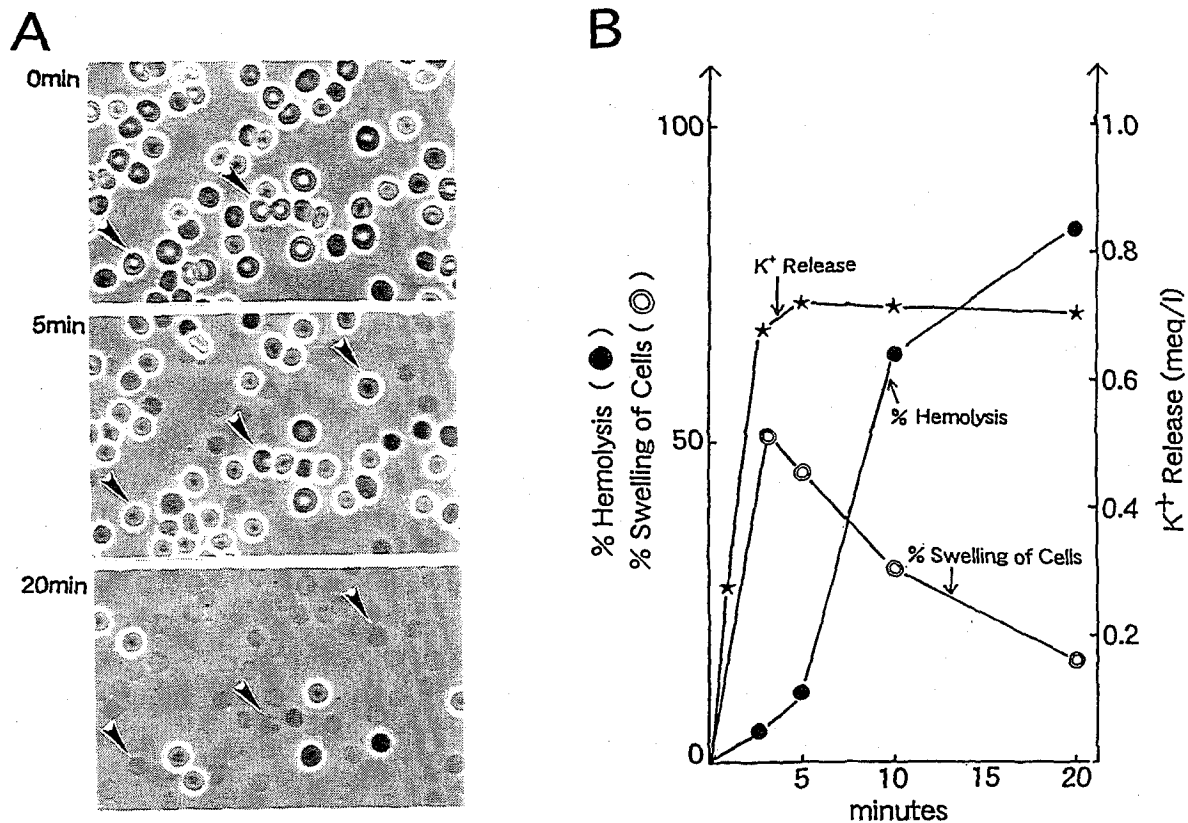 A
0min
5min
20min
B
100
50
0
% Hemolysis ( ● )
% Swelling of Cells ( ◎ )
K⁺ Release
% Hemolysis
% Swelling of Cells
1.0
0.8
0.6
0.4
0.2
K⁺ Release (meq/l)
5
10
15
20
minutes